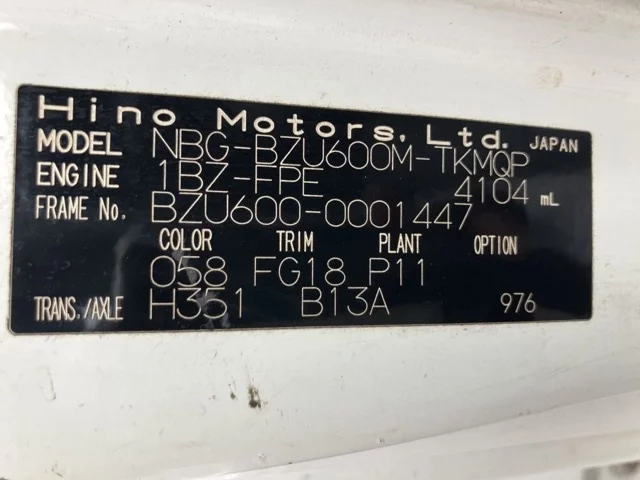 Hino Motors, Ltd. JAPAN
MODEL NBG-BZU600M-TKMQP
ENGINE 1BZ-FPE 4104 mL
FRAME No. BZU600-0001447
COLOR TRIM PLANT OPTION
058 FG18 P11
TRANS./AXLE H351 B13A 976